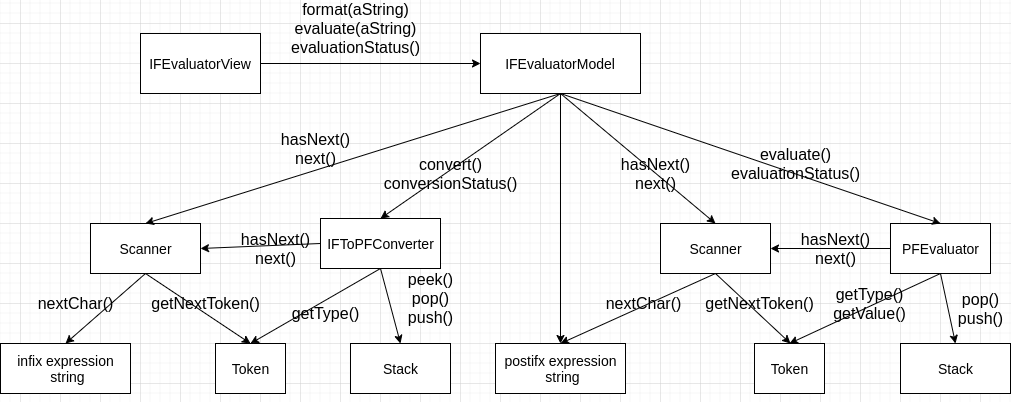 format(aString)
evaluate(aString)
evaluationStatus()
IFEvaluatorView
IFEvaluatorModel
hasNext()
next()
convert()
conversionStatus()
hasNext()
next()
evaluate()
evaluationStatus()
Scanner
hasNext()
next()
IFToPFConverter
Scanner
hasNext()
next()
PFEvaluator
nextChar()
getNextToken()
getType()
peek()
pop()
push()
nextChar()
getNextToken()
getType()
getValue()
pop()
push()
infix expression
string
Token
Stack
postifx expression
string
Token
Stack